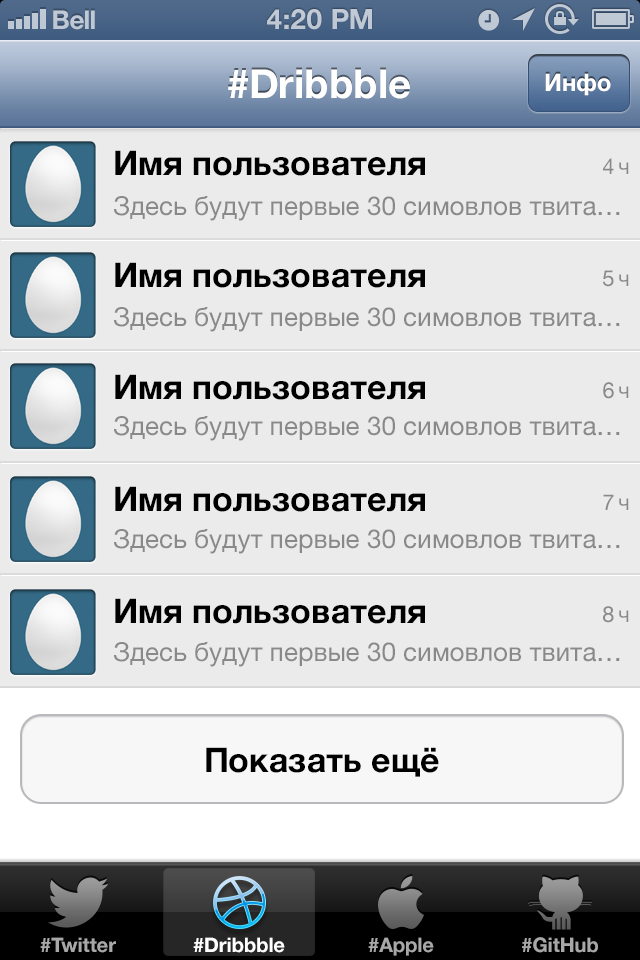 Bell 4:20 PM
#Dribbble
Инфо
Имя пользователя 4 ч
Здесь будут первые 30 симовлов твита...
Имя пользователя 5 ч
Здесь будут первые 30 симовлов твита...
Имя пользователя 6 ч
Здесь будут первые 30 симовлов твита...
Имя пользователя 7 ч
Здесь будут первые 30 симовлов твита...
Имя пользователя 8 ч
Здесь будут первые 30 симовлов твита...
Показать ещё
#Twitter #Dribbble #Apple #GitHub